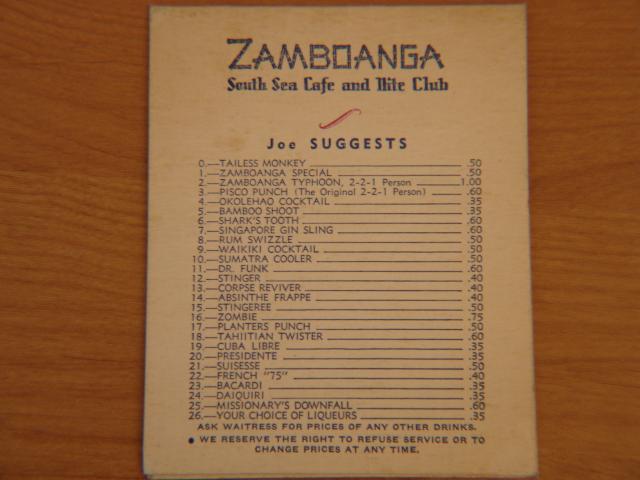 ZAMBOANGA
South Sea Cafe and Nite Club
Joe SUGGESTS
0.—TAILESS MONKEY .50
1.—ZAMBOANGA SPECIAL .50
2.—ZAMBOANGA TYPHOON, 2-2-1 Person 1.00
3.—PISCO PUNCH (The Original 2-2-1 Person) .60
4.—OKOLEHAO COCKTAIL .35
5.—BAMBOO SHOOT .35
6.—SHARK'S TOOTH .60
7.—SINGAPORE GIN SLING .60
8.—RUM SWIZZLE .50
9.—WAIKIKI COCKTAIL .50
10.—SUMATRA COOLER .50
11.—DR. FUNK .60
12.—STINGER .40
13.—CORPSE REVIVER .40
14.—ABSINTHE FRAPPE .40
15.—STINGEREE .50
16.—ZOMBIE .75
17.—PLANTERS PUNCH .50
18.—TAHIITIAN TWISTER .60
19.—CUBA LIBRE .35
20.—PRESIDENTE .35
21.—SUISESSE .50
22.—FRENCH "75" .40
23.—BACARDI .35
24.—DAIQUIRI .35
25.—MISSIONARY'S DOWNFALL .60
26.—YOUR CHOICE OF LIQUEURS .35
ASK WAITRESS FOR PRICES OF ANY OTHER DRINKS.
• WE RESERVE THE RIGHT TO REFUSE SERVICE OR TO
CHANGE PRICES AT ANY TIME.